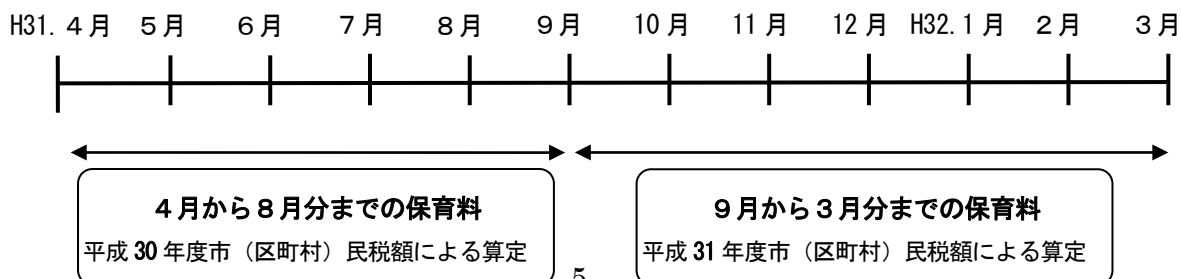 H31. 4月 5月 6月 7月 8月 9月 10月 11月 12月 H32. 1月 2月 3月
4月から8月分までの保育料
平成30年度市（区町村）民税額による算定
9月から3月分までの保育料
平成31年度市（区町村）民税額による算定
5